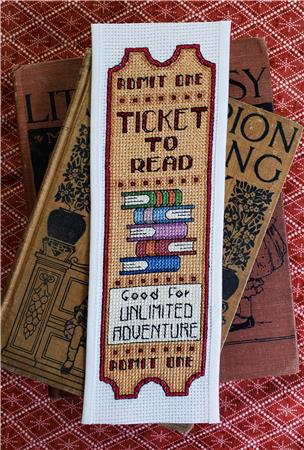 ADMIT ONE
TICKET
TO
READ
Good for
UNLIMITED
ADVENTURE
ADMIT ONE